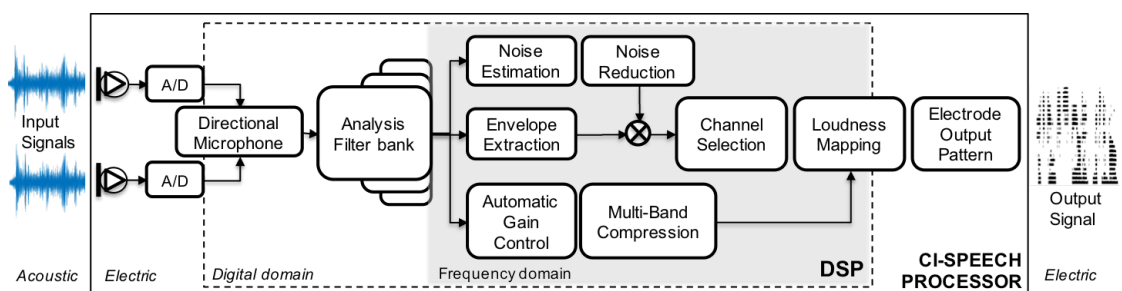 Input
Signals
A/D
A/D
Directional
Microphone
Analysis
Filter bank
Noise
Estimation
Noise
Reduction
Envelope
Extraction
Channel
Selection
Loudness
Mapping
Electrode
Output
Pattern
Automatic
Gain
Control
Multi-Band
Compression
Output
Signal
Acoustic
Electric
Digital domain
Frequency domain
DSP
CI-SPEECH
PROCESSOR
Electric